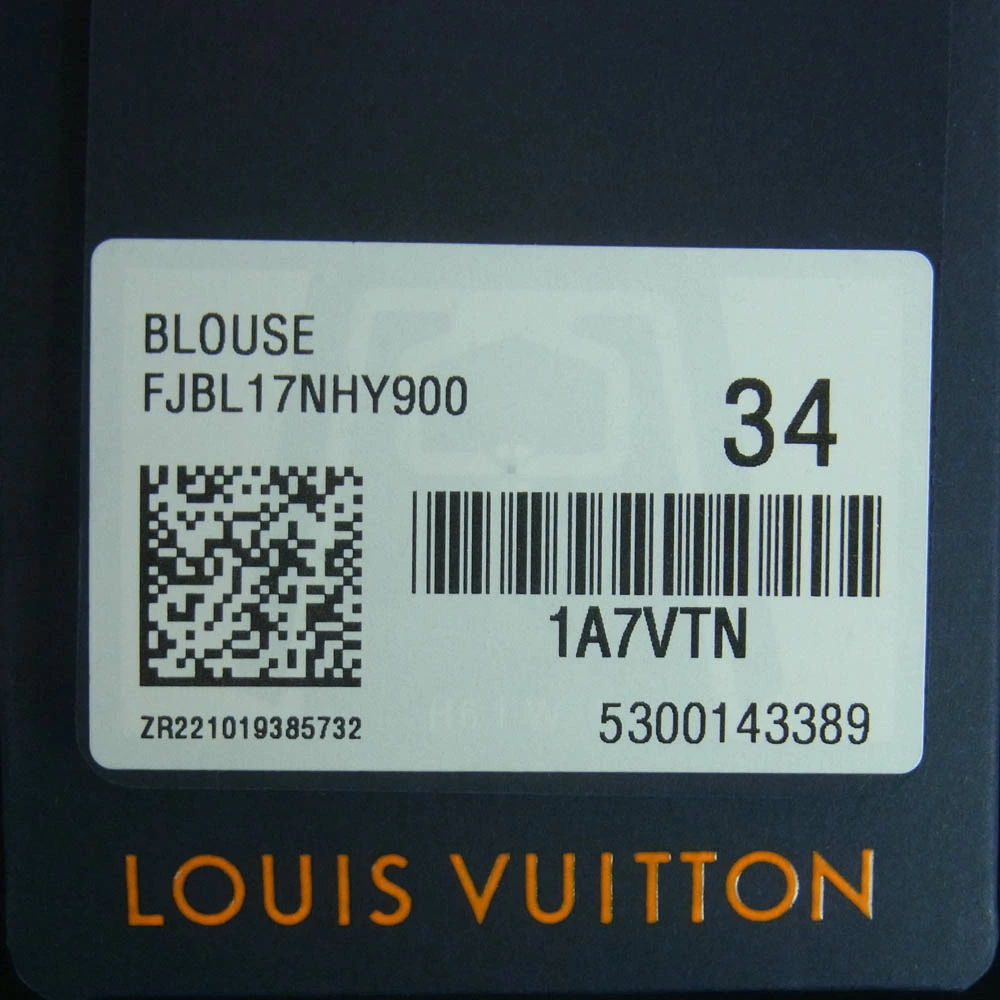 BLOUSE
FJBL17NHY900
34
1A7VTN
ZR221019385732
5300143389
LOUIS VUITTON